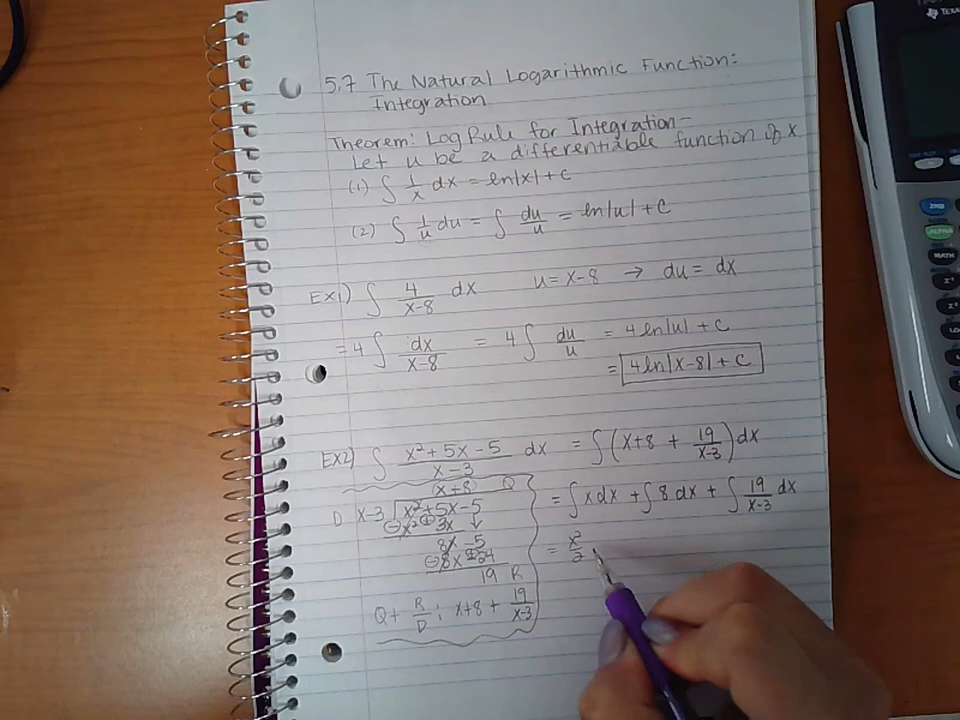 5.7 The Natural Logarithmic Function:
Integration
Theorem: Log Rule for Integration-
Let u be a differentiable function of x
(1) ∫ 1/x dx = ln|x| + C
(2) ∫ 1/u du = ∫ du/u = ln|u| + C
EX1) ∫ 4/(x-8) dx u = x-8 → du = dx
= 4 ∫ dx/(x-8) = 4 ∫ du/u = 4 ln|u| + C
= 4 ln|x-8| + C
EX2) ∫ (x² + 5x - 5)/(x-3) dx = ∫ (x+8 + 19/(x-3)) dx
x+8 Q
D x-3 x²+5x-5 = ∫ x dx + ∫ 8 dx + ∫ 19/(x-3) dx
x² 3x ↓
8x -5 = x²/2
8x 24
19 R
Q + R/D : x+8 + 19/(x-3)
TEXAS
2ND
ALPHA
MATH